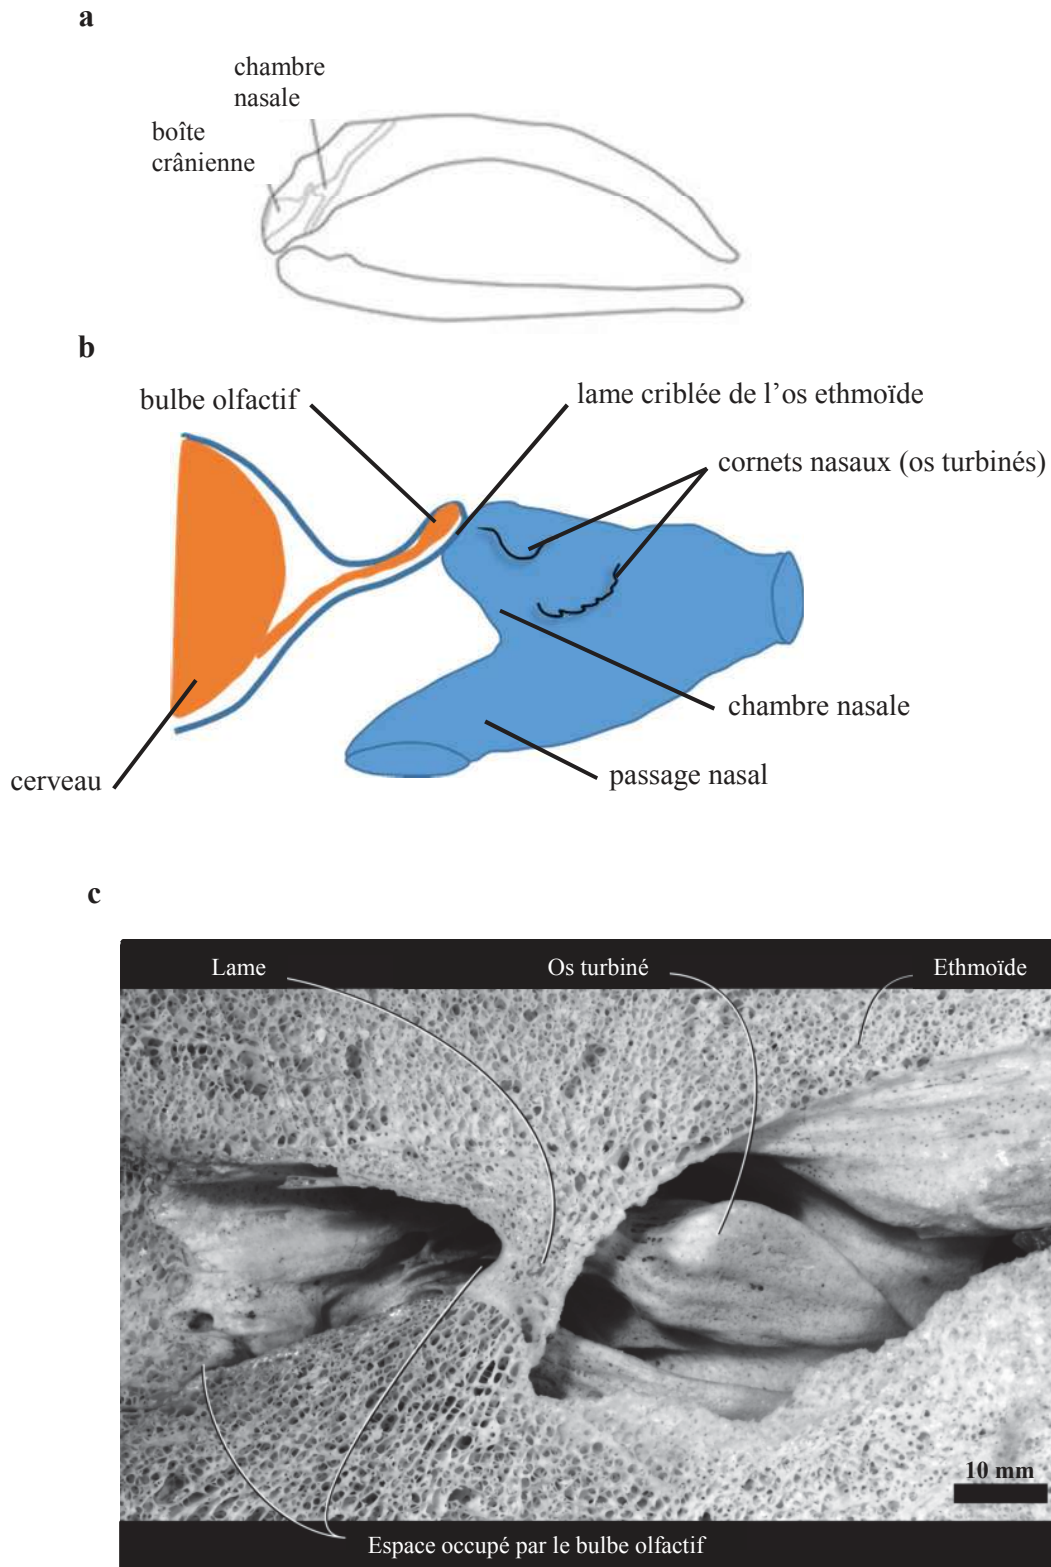 a
chambre
nasale
boîte
crânienne
b
bulbe olfactif
lame criblée de l’os ethmoïde
cornets nasaux (os turbinés)
chambre nasale
passage nasal
cerveau
c
Lame
Os turbiné
Ethmoïde
10 mm
Espace occupé par le bulbe olfactif